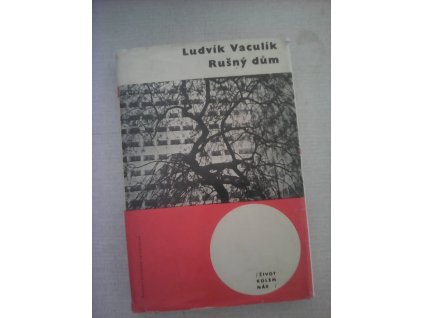 Ludvík Vaculík
Rušný dům
ŽIVOT
KOLEM
NÁS